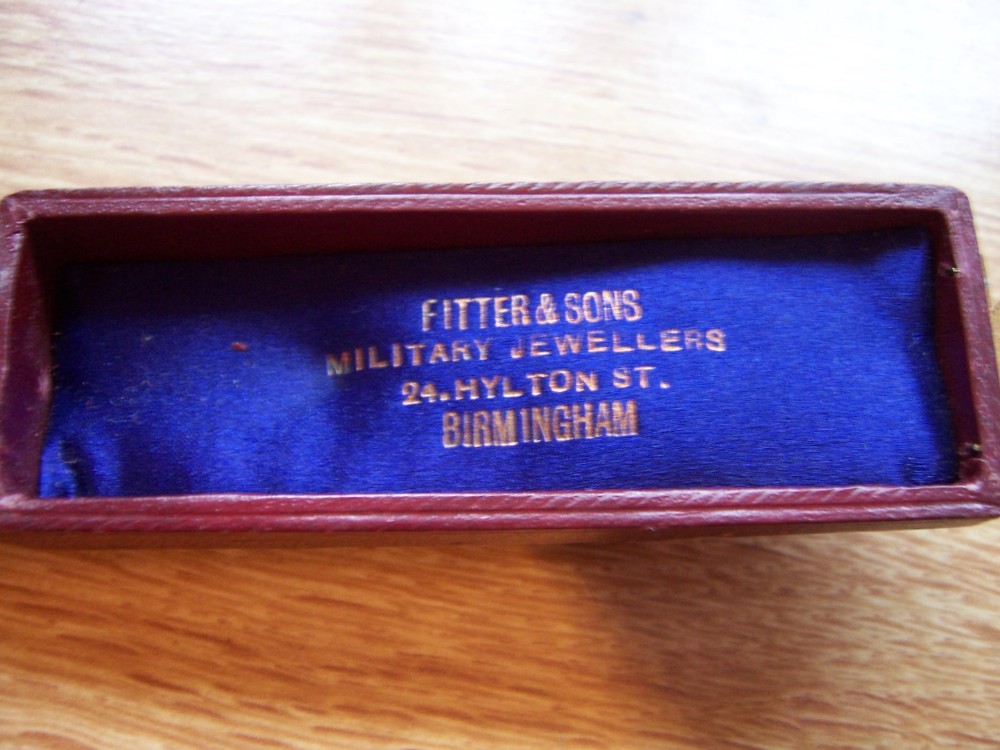 FITTER & SONS
MILITARY JEWELLERS
24. HYLTON ST.
BIRMINGHAM